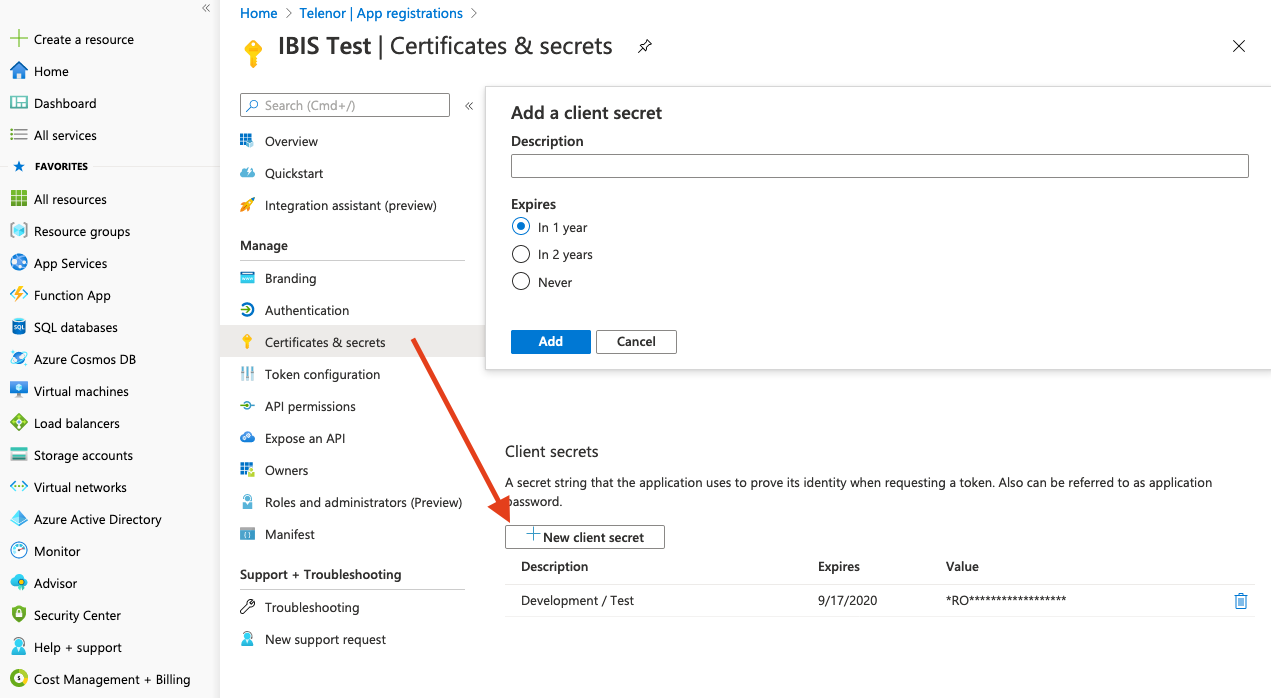 Home > Telenor | App registrations >
IBIS Test | Certificates & secrets
Create a resource
Home
Dashboard
All services
FAVORITES
All resources
Resource groups
App Services
Function App
SQL databases
Azure Cosmos DB
Virtual machines
Load balancers
Storage accounts
Virtual networks
Azure Active Directory
Monitor
Advisor
Security Center
Help + support
Cost Management + Billing
Search (Cmd+/)
Overview
Quickstart
Integration assistant (preview)
Manage
Branding
Authentication
Certificates & secrets
Token configuration
API permissions
Expose an API
Owners
Roles and administrators (Preview)
Manifest
Support + Troubleshooting
Troubleshooting
New support request
Add a client secret
Description
Expires
In 1 year
In 2 years
Never
Add Cancel
Client secrets
A secret string that the application uses to prove its identity when requesting a token. Also can be referred to as application
password.
New client secret
Description Expires Value
Development / Test 9/17/2020 *RO******************